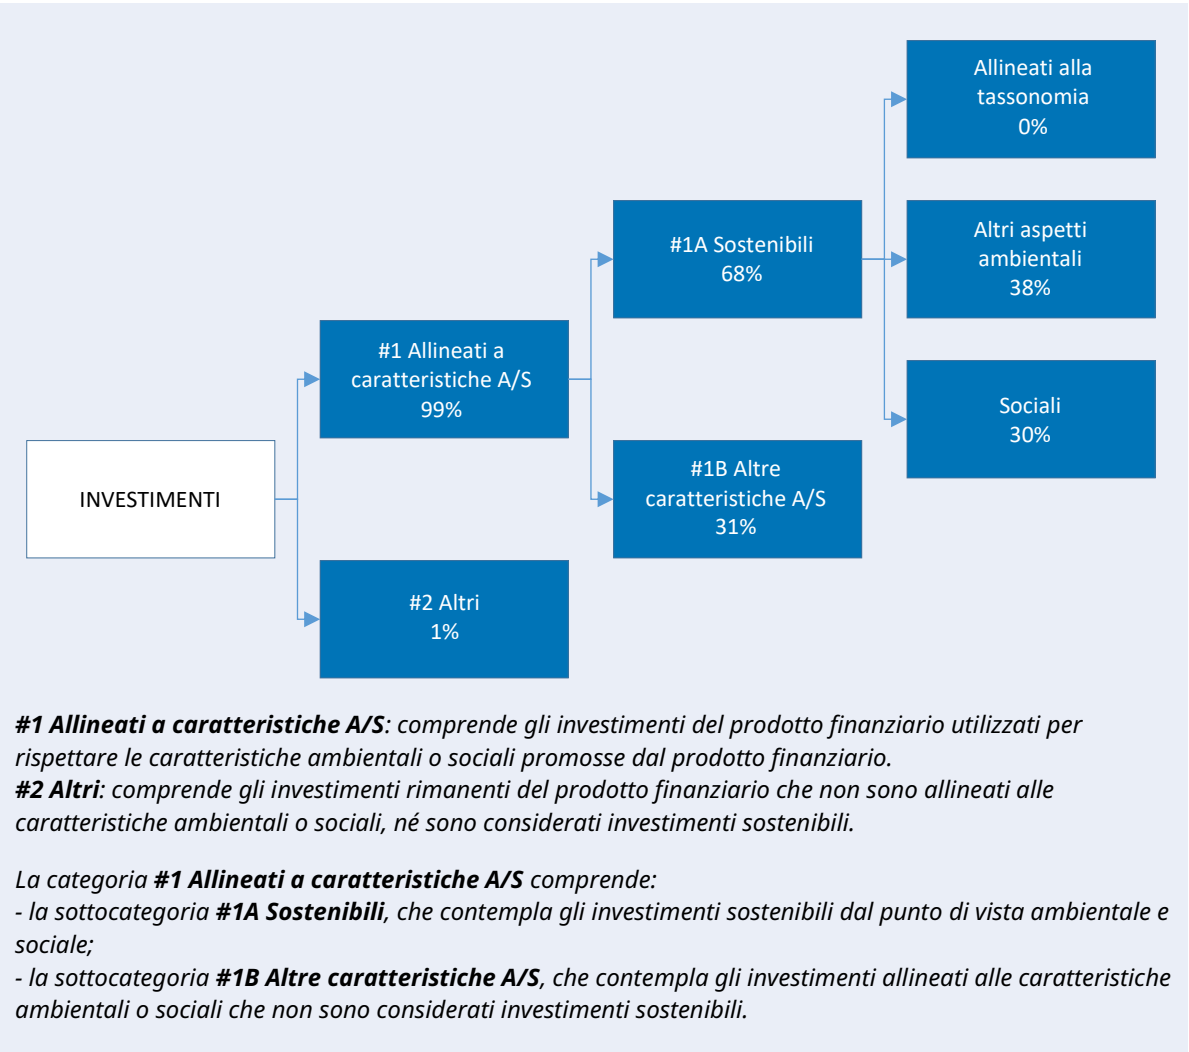 Allineati alla
tassonomia
0%
#1A Sostenibili
68%
Altri aspetti
ambientali
38%
#1 Allineati a
caratteristiche A/S
99%
Sociali
30%
#1B Altre
caratteristiche A/S
31%
INVESTIMENTI
#2 Altri
1%
#1 Allineati a caratteristiche A/S: comprende gli investimenti del prodotto finanziario utilizzati per
rispettare le caratteristiche ambientali o sociali promosse dal prodotto finanziario.
#2 Altri: comprende gli investimenti rimanenti del prodotto finanziario che non sono allineati alle
caratteristiche ambientali o sociali, né sono considerati investimenti sostenibili.
La categoria #1 Allineati a caratteristiche A/S comprende:
- la sottocategoria #1A Sostenibili, che contempla gli investimenti sostenibili dal punto di vista ambientale e
sociale;
- la sottocategoria #1B Altre caratteristiche A/S, che contempla gli investimenti allineati alle caratteristiche
ambientali o sociali che non sono considerati investimenti sostenibili.